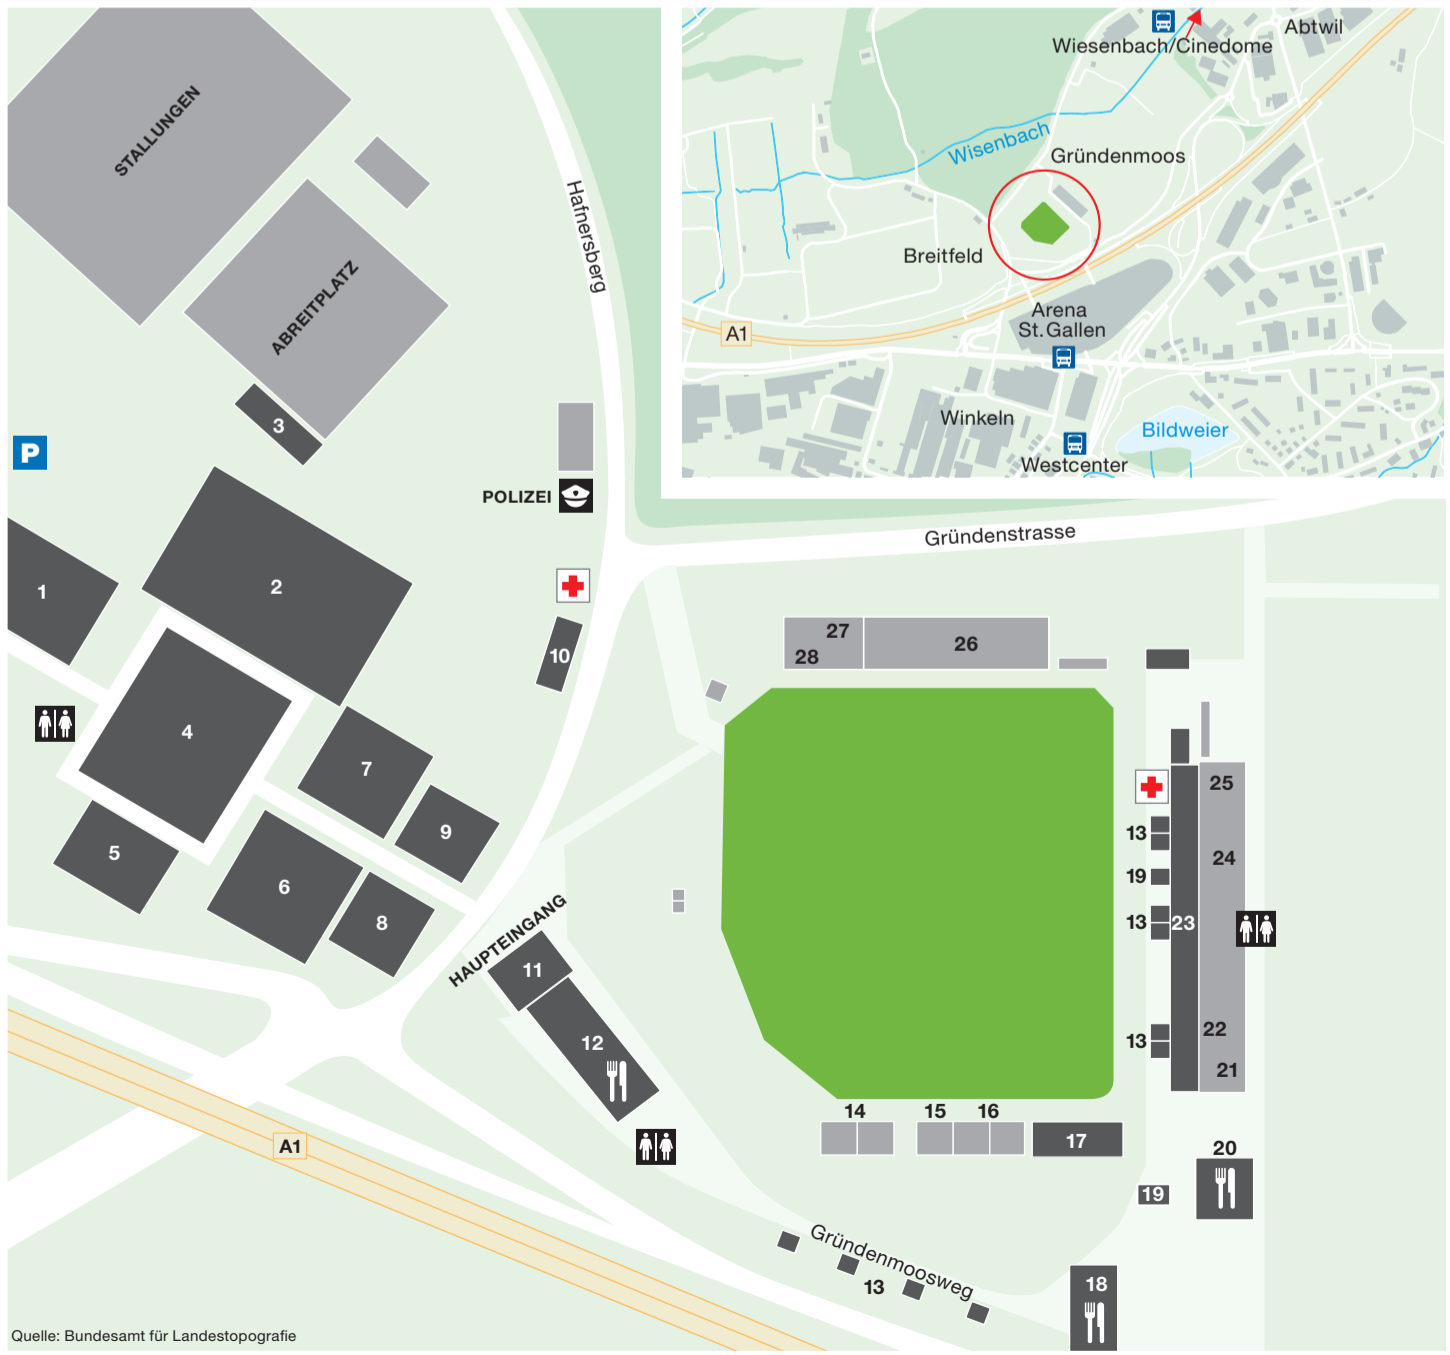 STALLUNGEN
ABREITPLATZ
Hafnersberg
3
P
POLIZEI
1
2
10
4
7
9
5
6
8
HAUPTEINGANG
11
12
A1
Quelle: Bundesamt für Landestopografie
Wiesenbach/Cinedome
Abtwil
Wisenbach
Gründenmoos
Breitfeld
Arena
St. Gallen
A1
Winkeln
Bildweier
Westcenter
Gründenstrasse
27
28
26
25
13
24
19
13
23
22
13
21
14
15
16
17
20
19
Gründenmoosweg
13
18